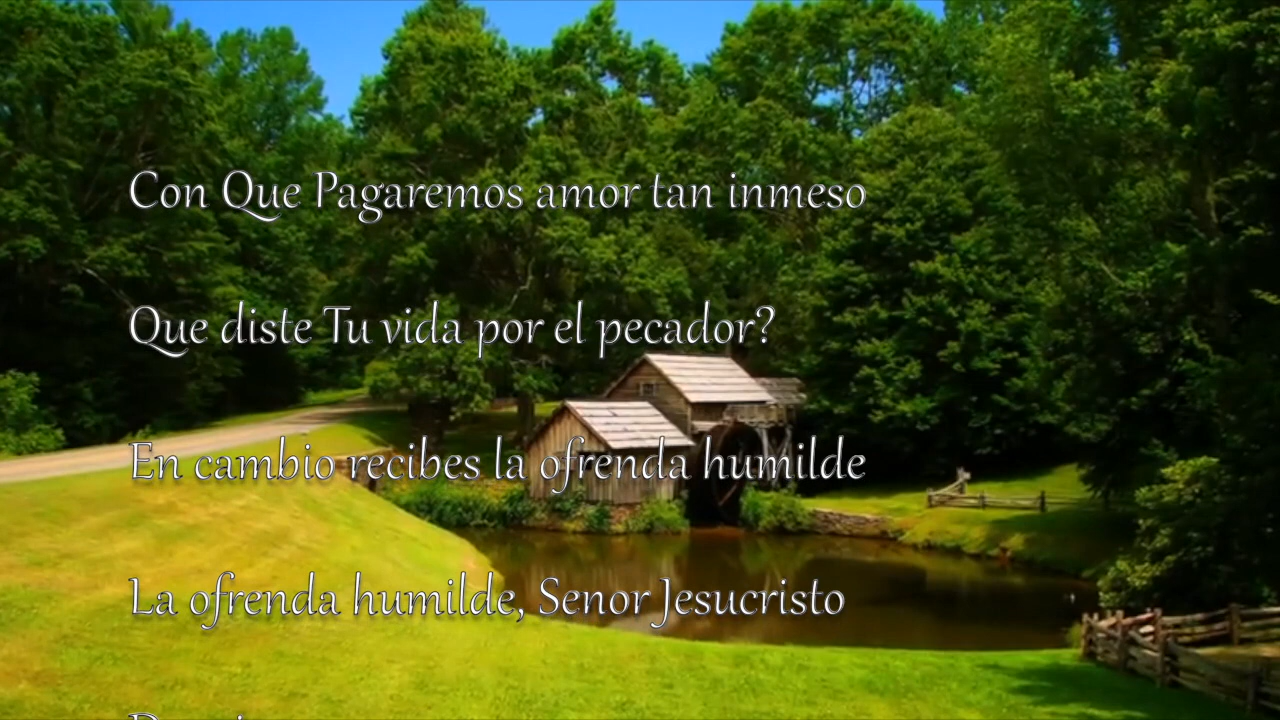 Con Que Pagaremos amor tan inmeso
Que diste Tu vida por el pecador?
En cambio recibes la ofrenda humilde
La ofrenda humilde, Senor Jesucristo